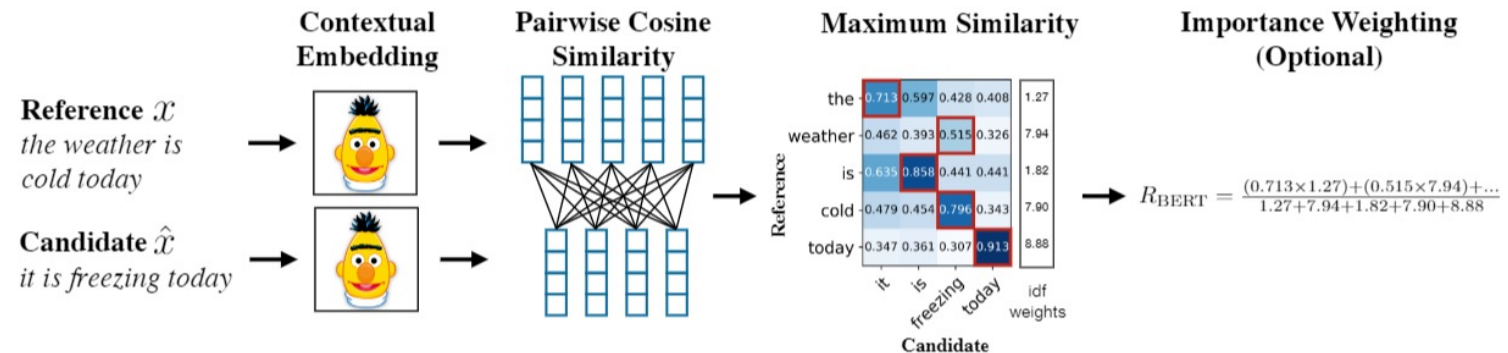 Contextual
Embedding
Pairwise Cosine
Similarity
Maximum Similarity
Importance Weighting
(Optional)
Reference x
the weather is
cold today
Candidate x̂
it is freezing today
Reference
the 0.713 0.597 0.428 0.408 1.27
weather 0.462 0.393 0.515 0.326 7.94
is 0.635 0.858 0.441 0.441 1.82
cold 0.479 0.454 0.796 0.343 7.90
today 0.347 0.361 0.307 0.913 8.88
it is freezing today
idf
weights
Candidate
R_BERT = (0.713×1.27)+(0.515×7.94)+...
1.27+7.94+1.82+7.90+8.88